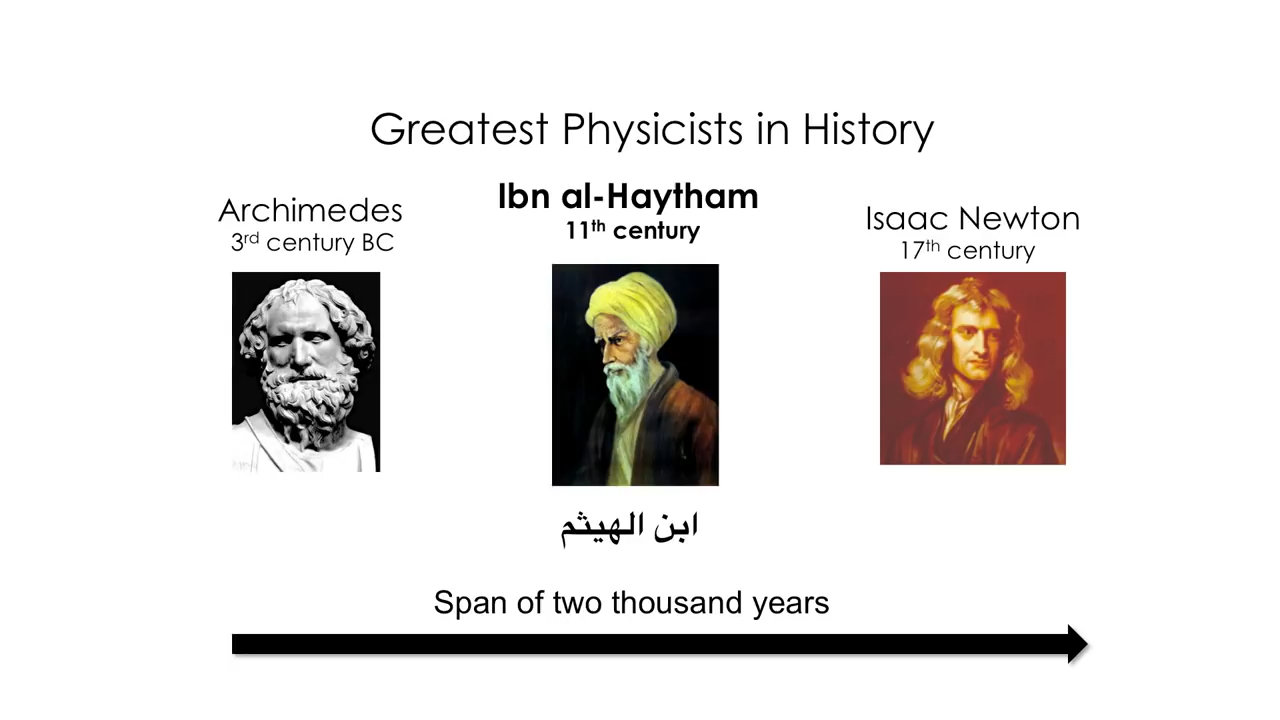 Greatest Physicists in History
Archimedes
3rd century BC
Ibn al-Haytham
11th century
Isaac Newton
17th century
ابن الهيثم
Span of two thousand years